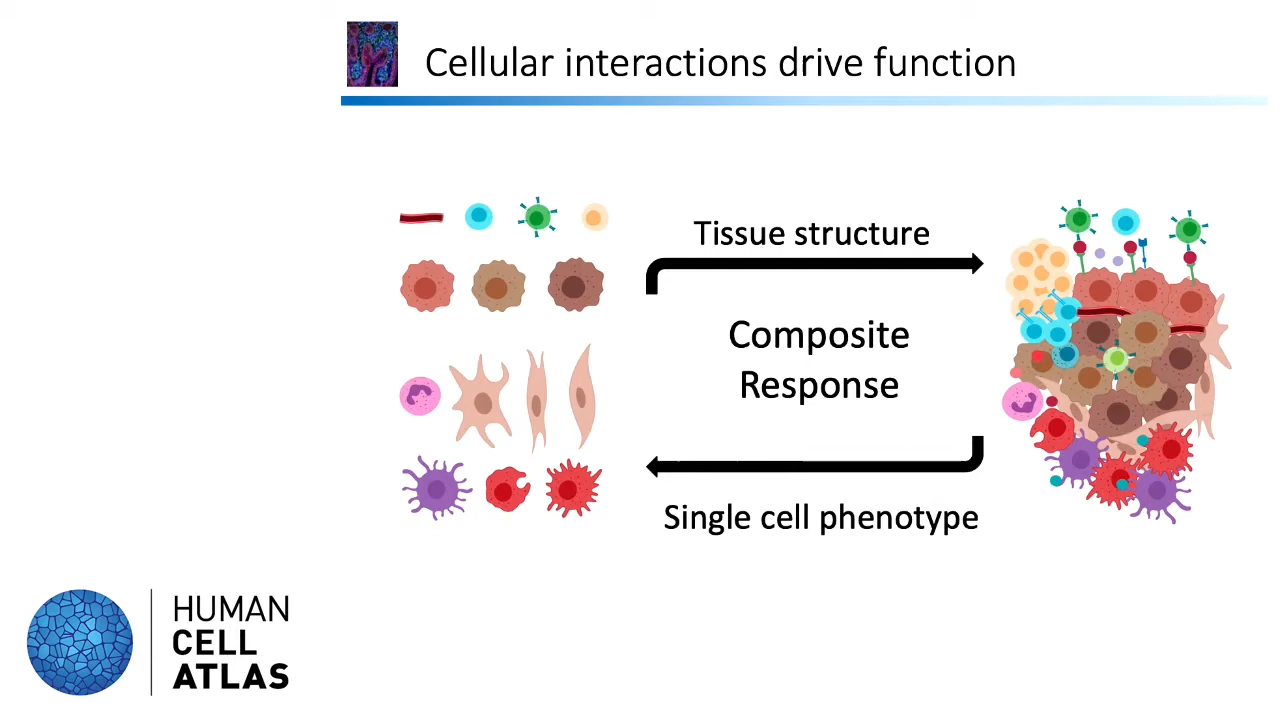 Cellular interactions drive function
Tissue structure
Composite
Response
Single cell phenotype
HUMAN
CELL
ATLAS